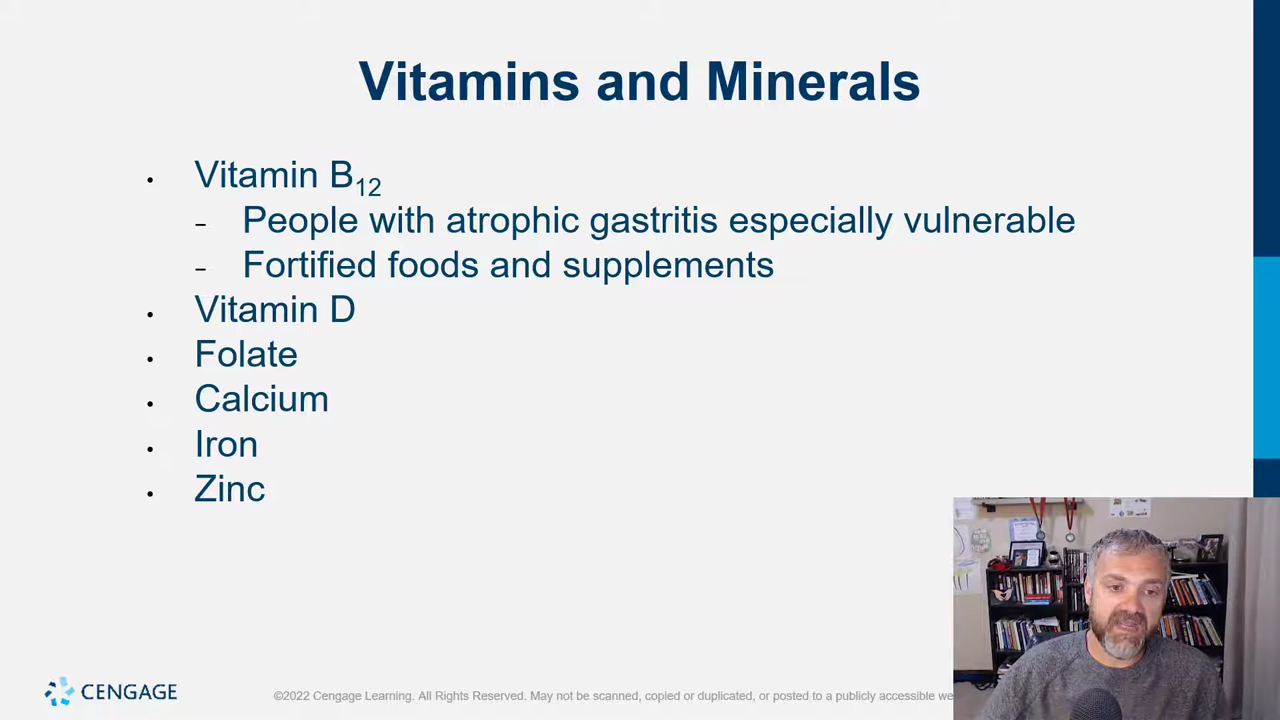 Vitamins and Minerals
• Vitamin B12
- People with atrophic gastritis especially vulnerable
- Fortified foods and supplements
• Vitamin D
• Folate
• Calcium
• Iron
• Zinc
CENGAGE
©2022 Cengage Learning. All Rights Reserved. May not be scanned, copied or duplicated, or posted to a publicly accessible